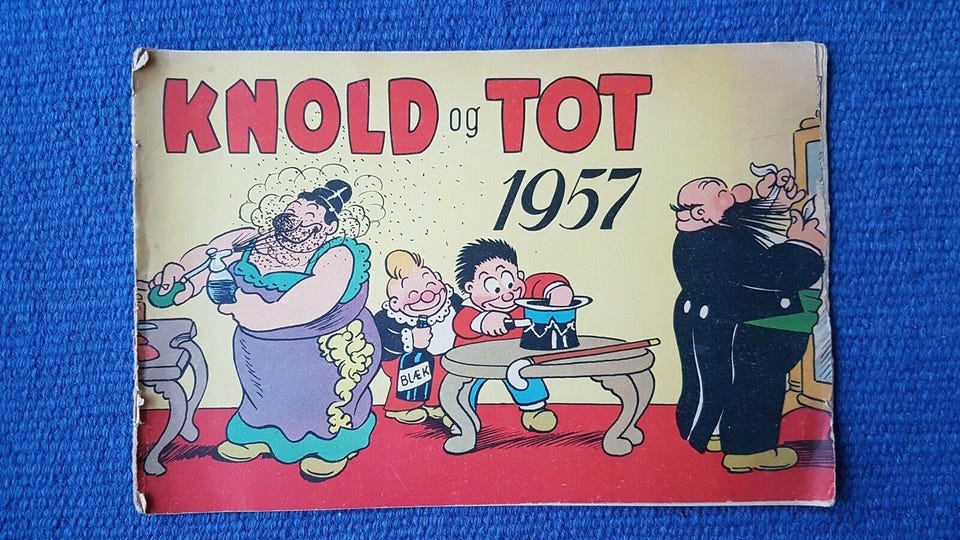 KNOLD og TOT
1957
BLÆK